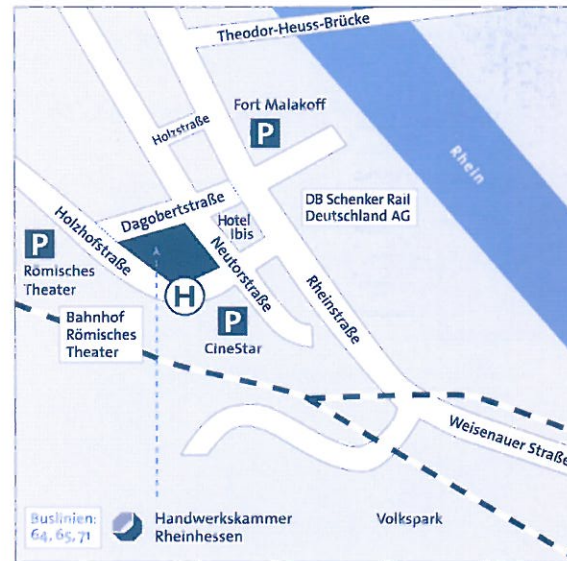 Theodor-Heuss-Brücke
Fort Malakoff
P
Holzstraße
Rhein
DB Schenker Rail
Deutschland AG
Dagobertstraße
Hotel
Ibis
Holzhofstraße
Neutorstraße
P
Römisches
Theater
H
Rheinstraße
Bahnhof
Römisches
Theater
P
CineStar
Weisenauer Straße
Buslinien:
64, 65, 71
Handwerkskammer
Rheinhessen
Volkspark